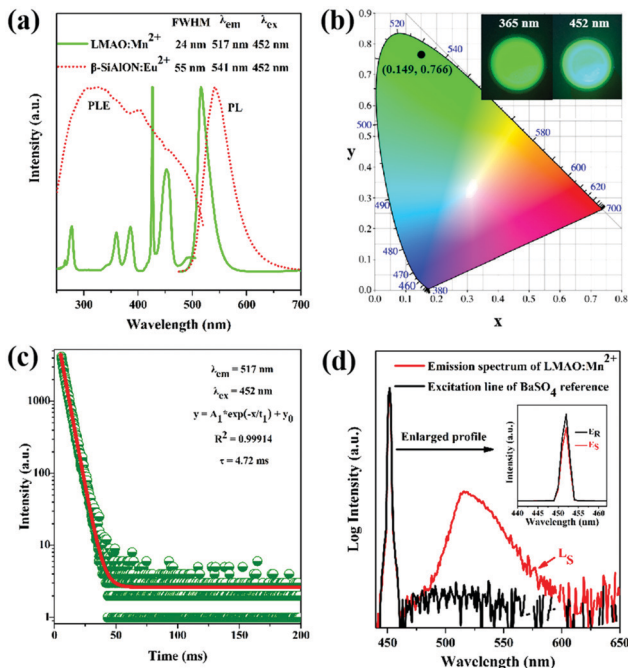 (a)
FWHM λem λex
LMAO:Mn2+ 24 nm 517 nm 452 nm
β-SiAlON:Eu2+ 55 nm 541 nm 452 nm
PLE
PL
Intensity (a.u.)
300 400 500 600 700
Wavelength (nm)
(b)
365 nm 452 nm
(0.149, 0.766)
520
540
560
580
600
620
700
490
480
470
460
380
0.9
0.8
0.7
0.6
0.5
0.4
0.3
0.2
0.1
0.0
y
0.0 0.1 0.2 0.3 0.4 0.5 0.6 0.7 0.8
x
(c)
λem = 517 nm
λex = 452 nm
y = A1*exp(-x/t1) + y0
R2 = 0.99914
τ = 4.72 ms
Intensity (a.u.)
1000
100
10
1
0 50 100 150 200
Time (ms)
(d)
Emission spectrum of LMAO:Mn2+
Excitation line of BaSO4 reference
Enlarged profile
ER
ES
Intensity (a.u.)
440 445 450 455 460
Wavelength (um)
LS
Log Intensity (a.u.)
400 450 500 550 600 650
Wavelength (nm)